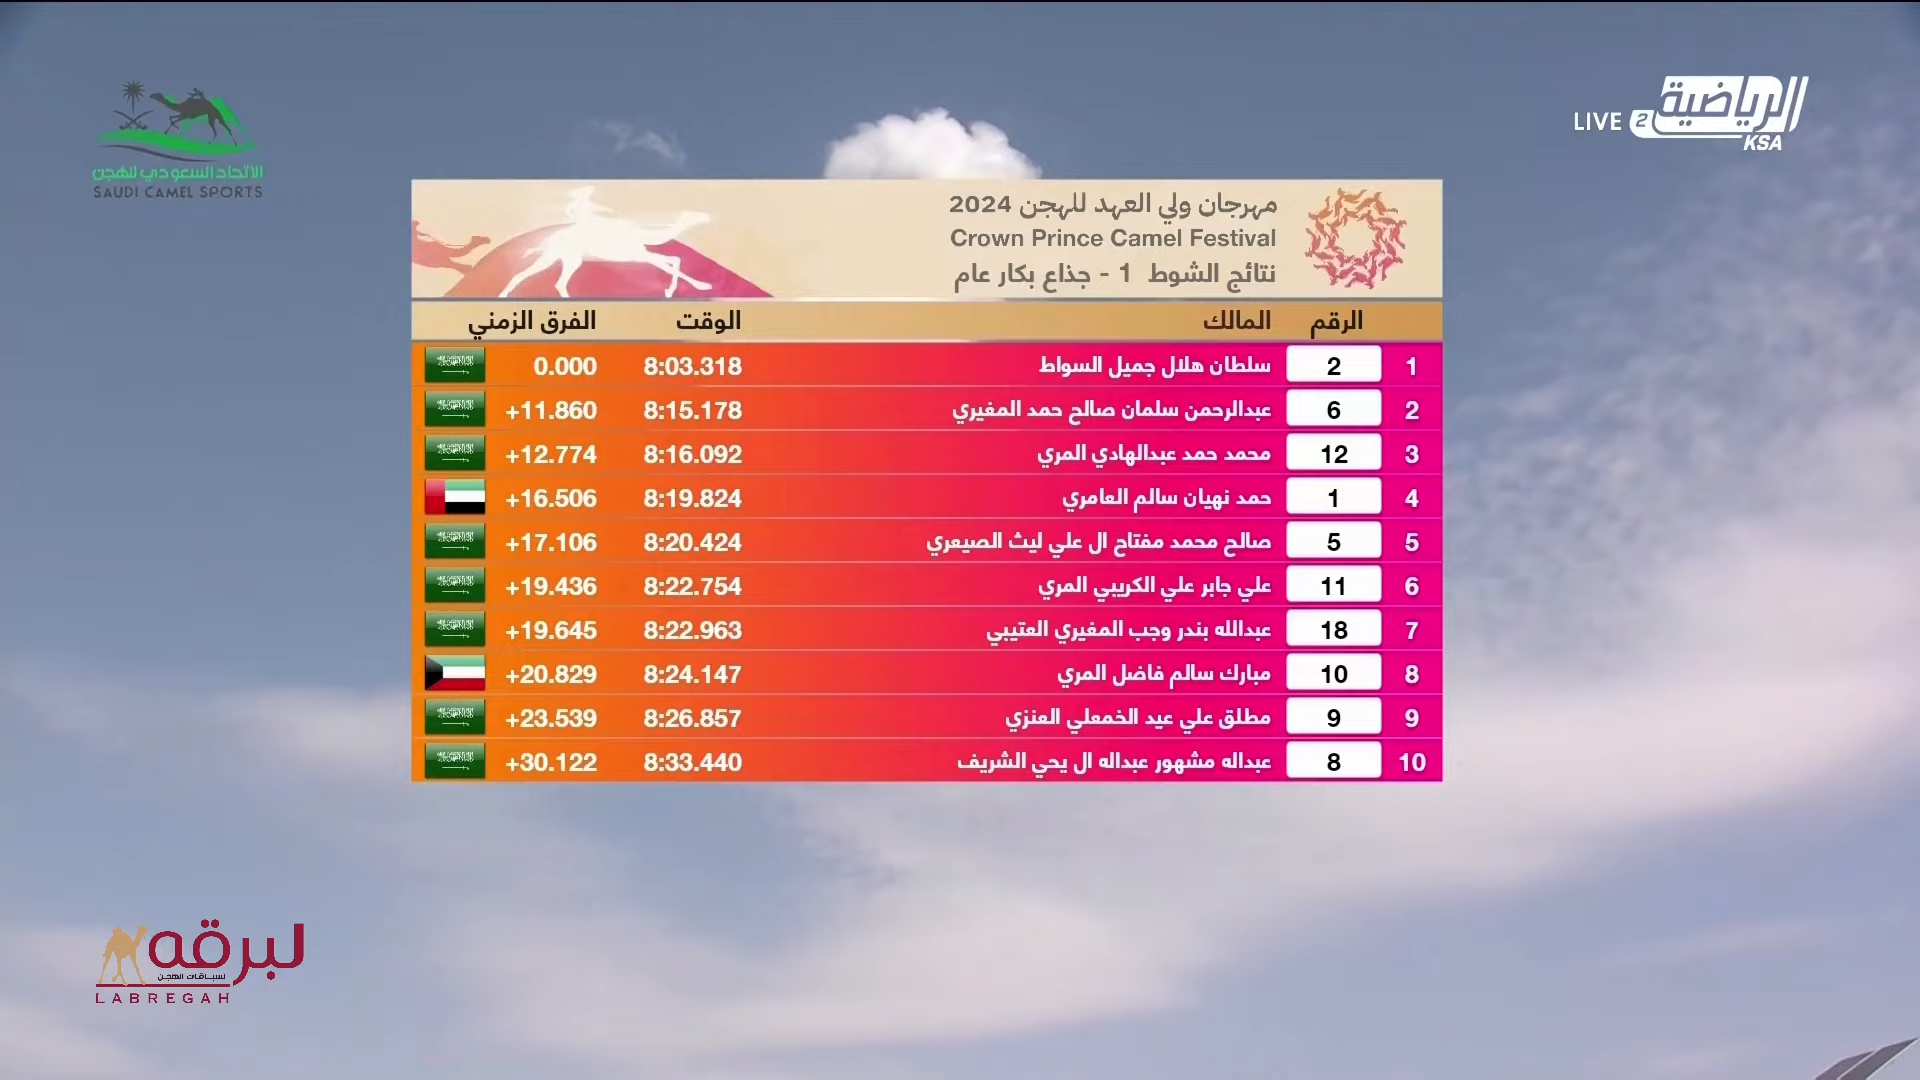 الاتحاد السعودي للهجن
SAUDI CAMEL SPORTS
LIVE 2 الرياضية
KSA
مهرجان ولي العهد للهجن 2024
Crown Prince Camel Festival
نتائج الشوط 1 - جذاع بكار عام
الرقم المالك الوقت الفرق الزمني
1 2 سلطان هلال جميل السواط 8:03.318 0.000
2 6 عبدالرحمن سلمان صالح حمد المغيري 8:15.178 +11.860
3 12 محمد حمد عبدالهادي المري 8:16.092 +12.774
4 1 حمد نهيان سالم العامري 8:19.824 +16.506
5 5 صالح محمد مفتاح ال علي ليث الصيعري 8:20.424 +17.106
6 11 علي جابر علي الكريبي المري 8:22.754 +19.436
7 18 عبدالله بندر وجب المغيري العتيبي 8:22.963 +19.645
8 10 مبارك سالم فاضل المري 8:24.147 +20.829
9 9 مطلق علي عيد الخمعلي العنزي 8:26.857 +23.539
10 8 عبداله مشهور عبداله ال يحي الشريف 8:33.440 +30.122
لبرقه
لسباقات الهجن
LABREGAH